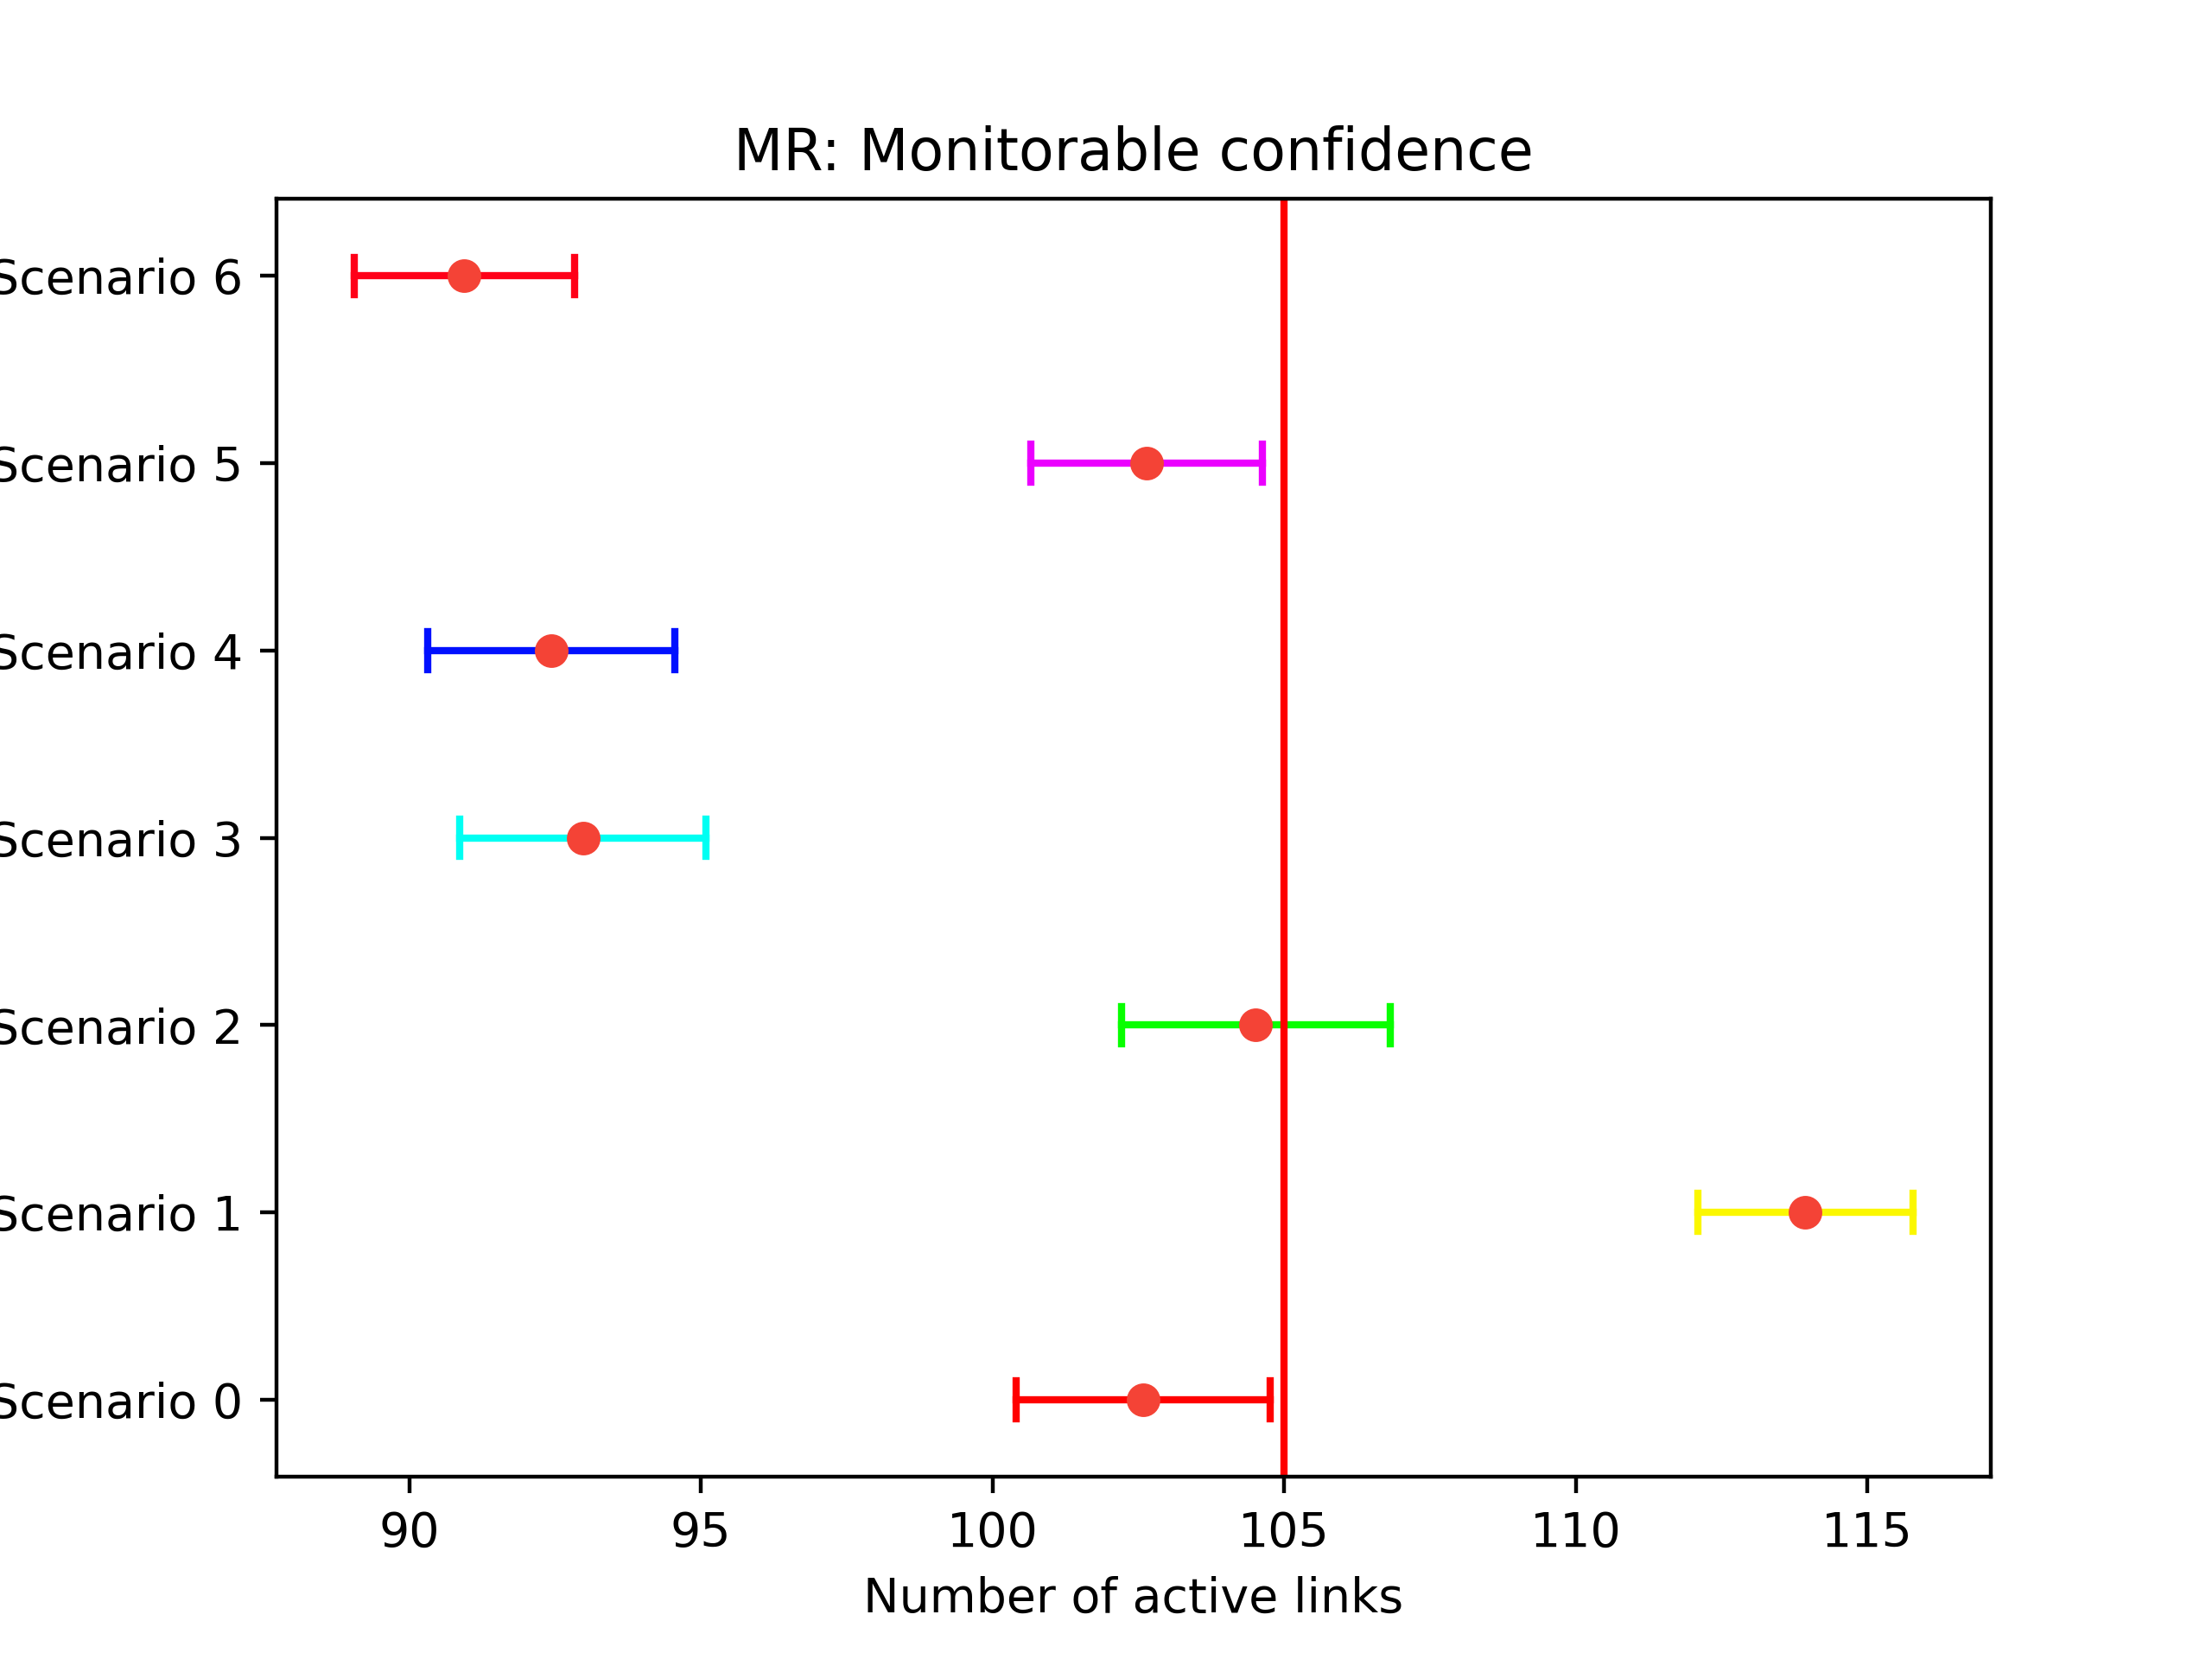 MR: Monitorable confidence
Scenario 6
Scenario 5
Scenario 4
Scenario 3
Scenario 2
Scenario 1
Scenario 0
90 95 100 105 110 115
Number of active links